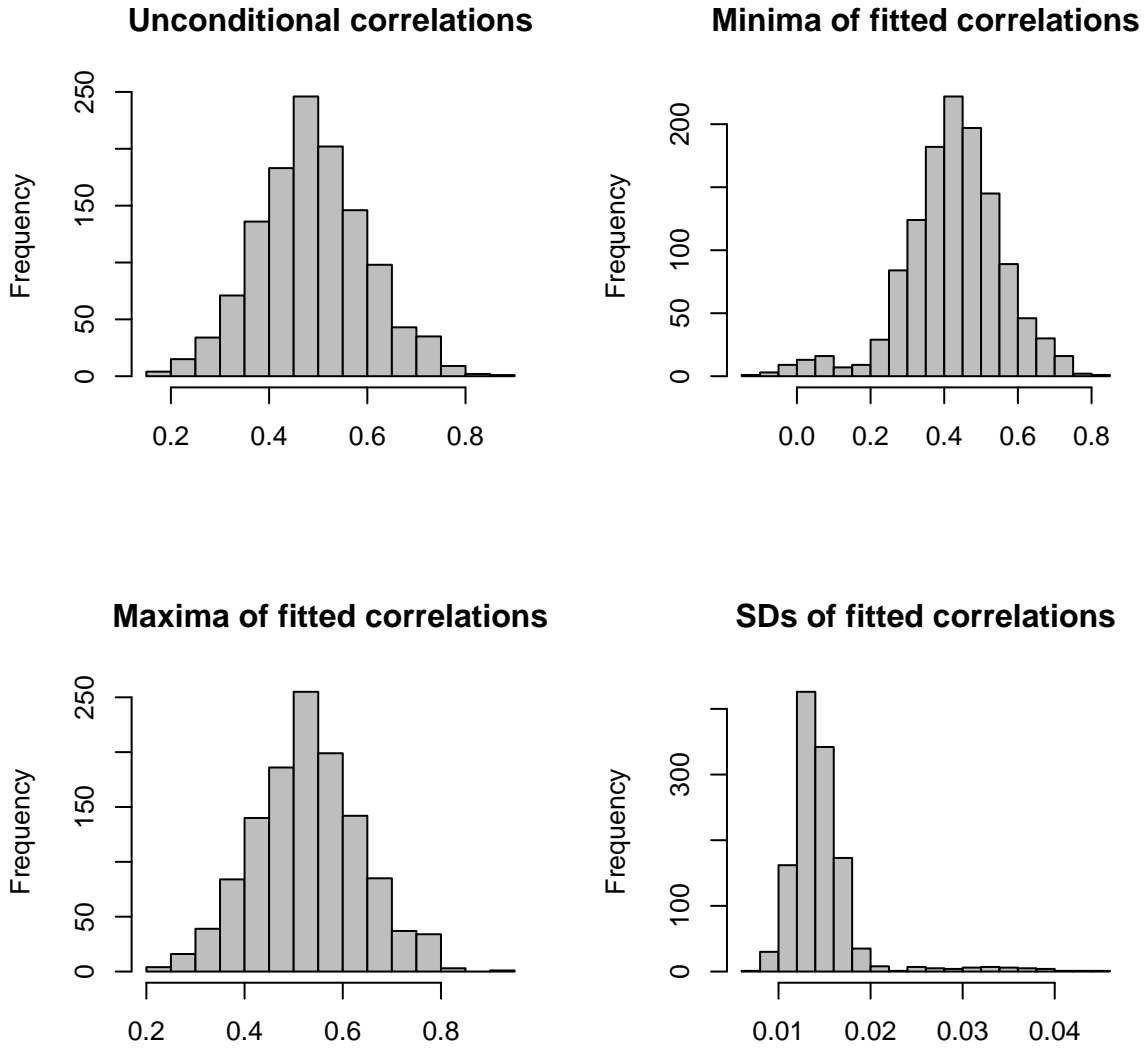 Unconditional correlations
Frequency
0 50 150 250
0.2 0.4 0.6 0.8
Minima of fitted correlations
Frequency
0 50 100 200
0.0 0.2 0.4 0.6 0.8
Maxima of fitted correlations
Frequency
0 50 150 250
0.2 0.4 0.6 0.8
SDs of fitted correlations
Frequency
0 100 300
0.01 0.02 0.03 0.04